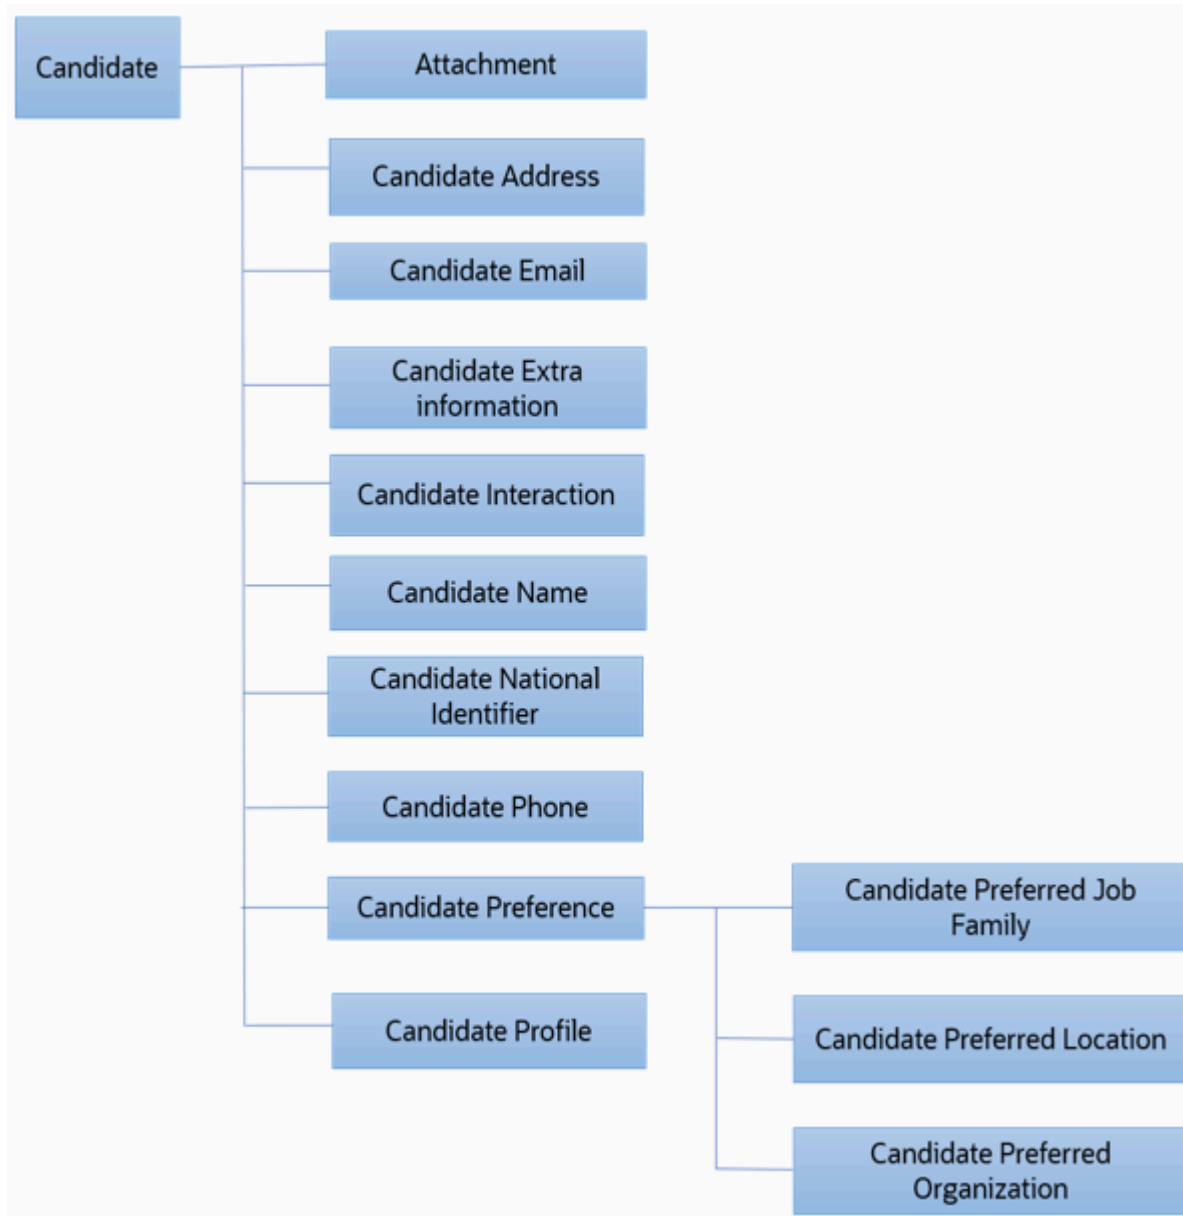 Candidate
Attachment
Candidate Address
Candidate Email
Candidate Extra
information
Candidate Interaction
Candidate Name
Candidate National
Identifier
Candidate Phone
Candidate Preference
Candidate Preferred Job
Family
Candidate Preferred Location
Candidate Preferred
Organization
Candidate Profile